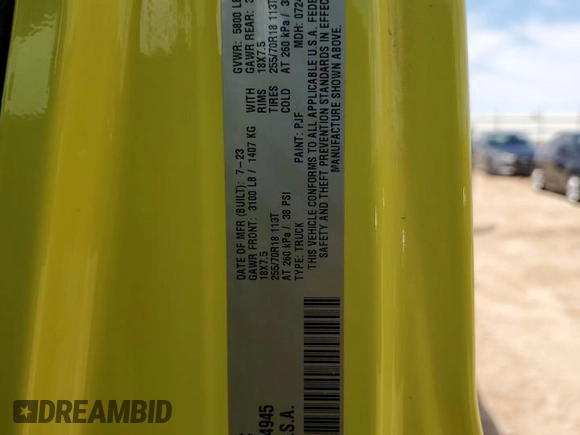 DATE OF MFR (BUILT): 7-23 GVWR: 5800 LB
GAWR FRONT: 3100 LB / 1407 KG WITH GAWR REAR:
18X7.5 RIMS 18X7.5
255/70R18 113T TIRES 255/70R18 113T
AT 260 kPa / 38 PSI COLD AT 260 kPa /
TYPE: TRUCK PAINT: PJF MDH: 0724
THIS VEHICLE CONFORMS TO ALL APPLICABLE U.S.A. FEDE
SAFETY AND THEFT PREVENTION STANDARDS IN EFFEC
MANUFACTURE SHOWN ABOVE.
4945
.S.A.
DREAMBID